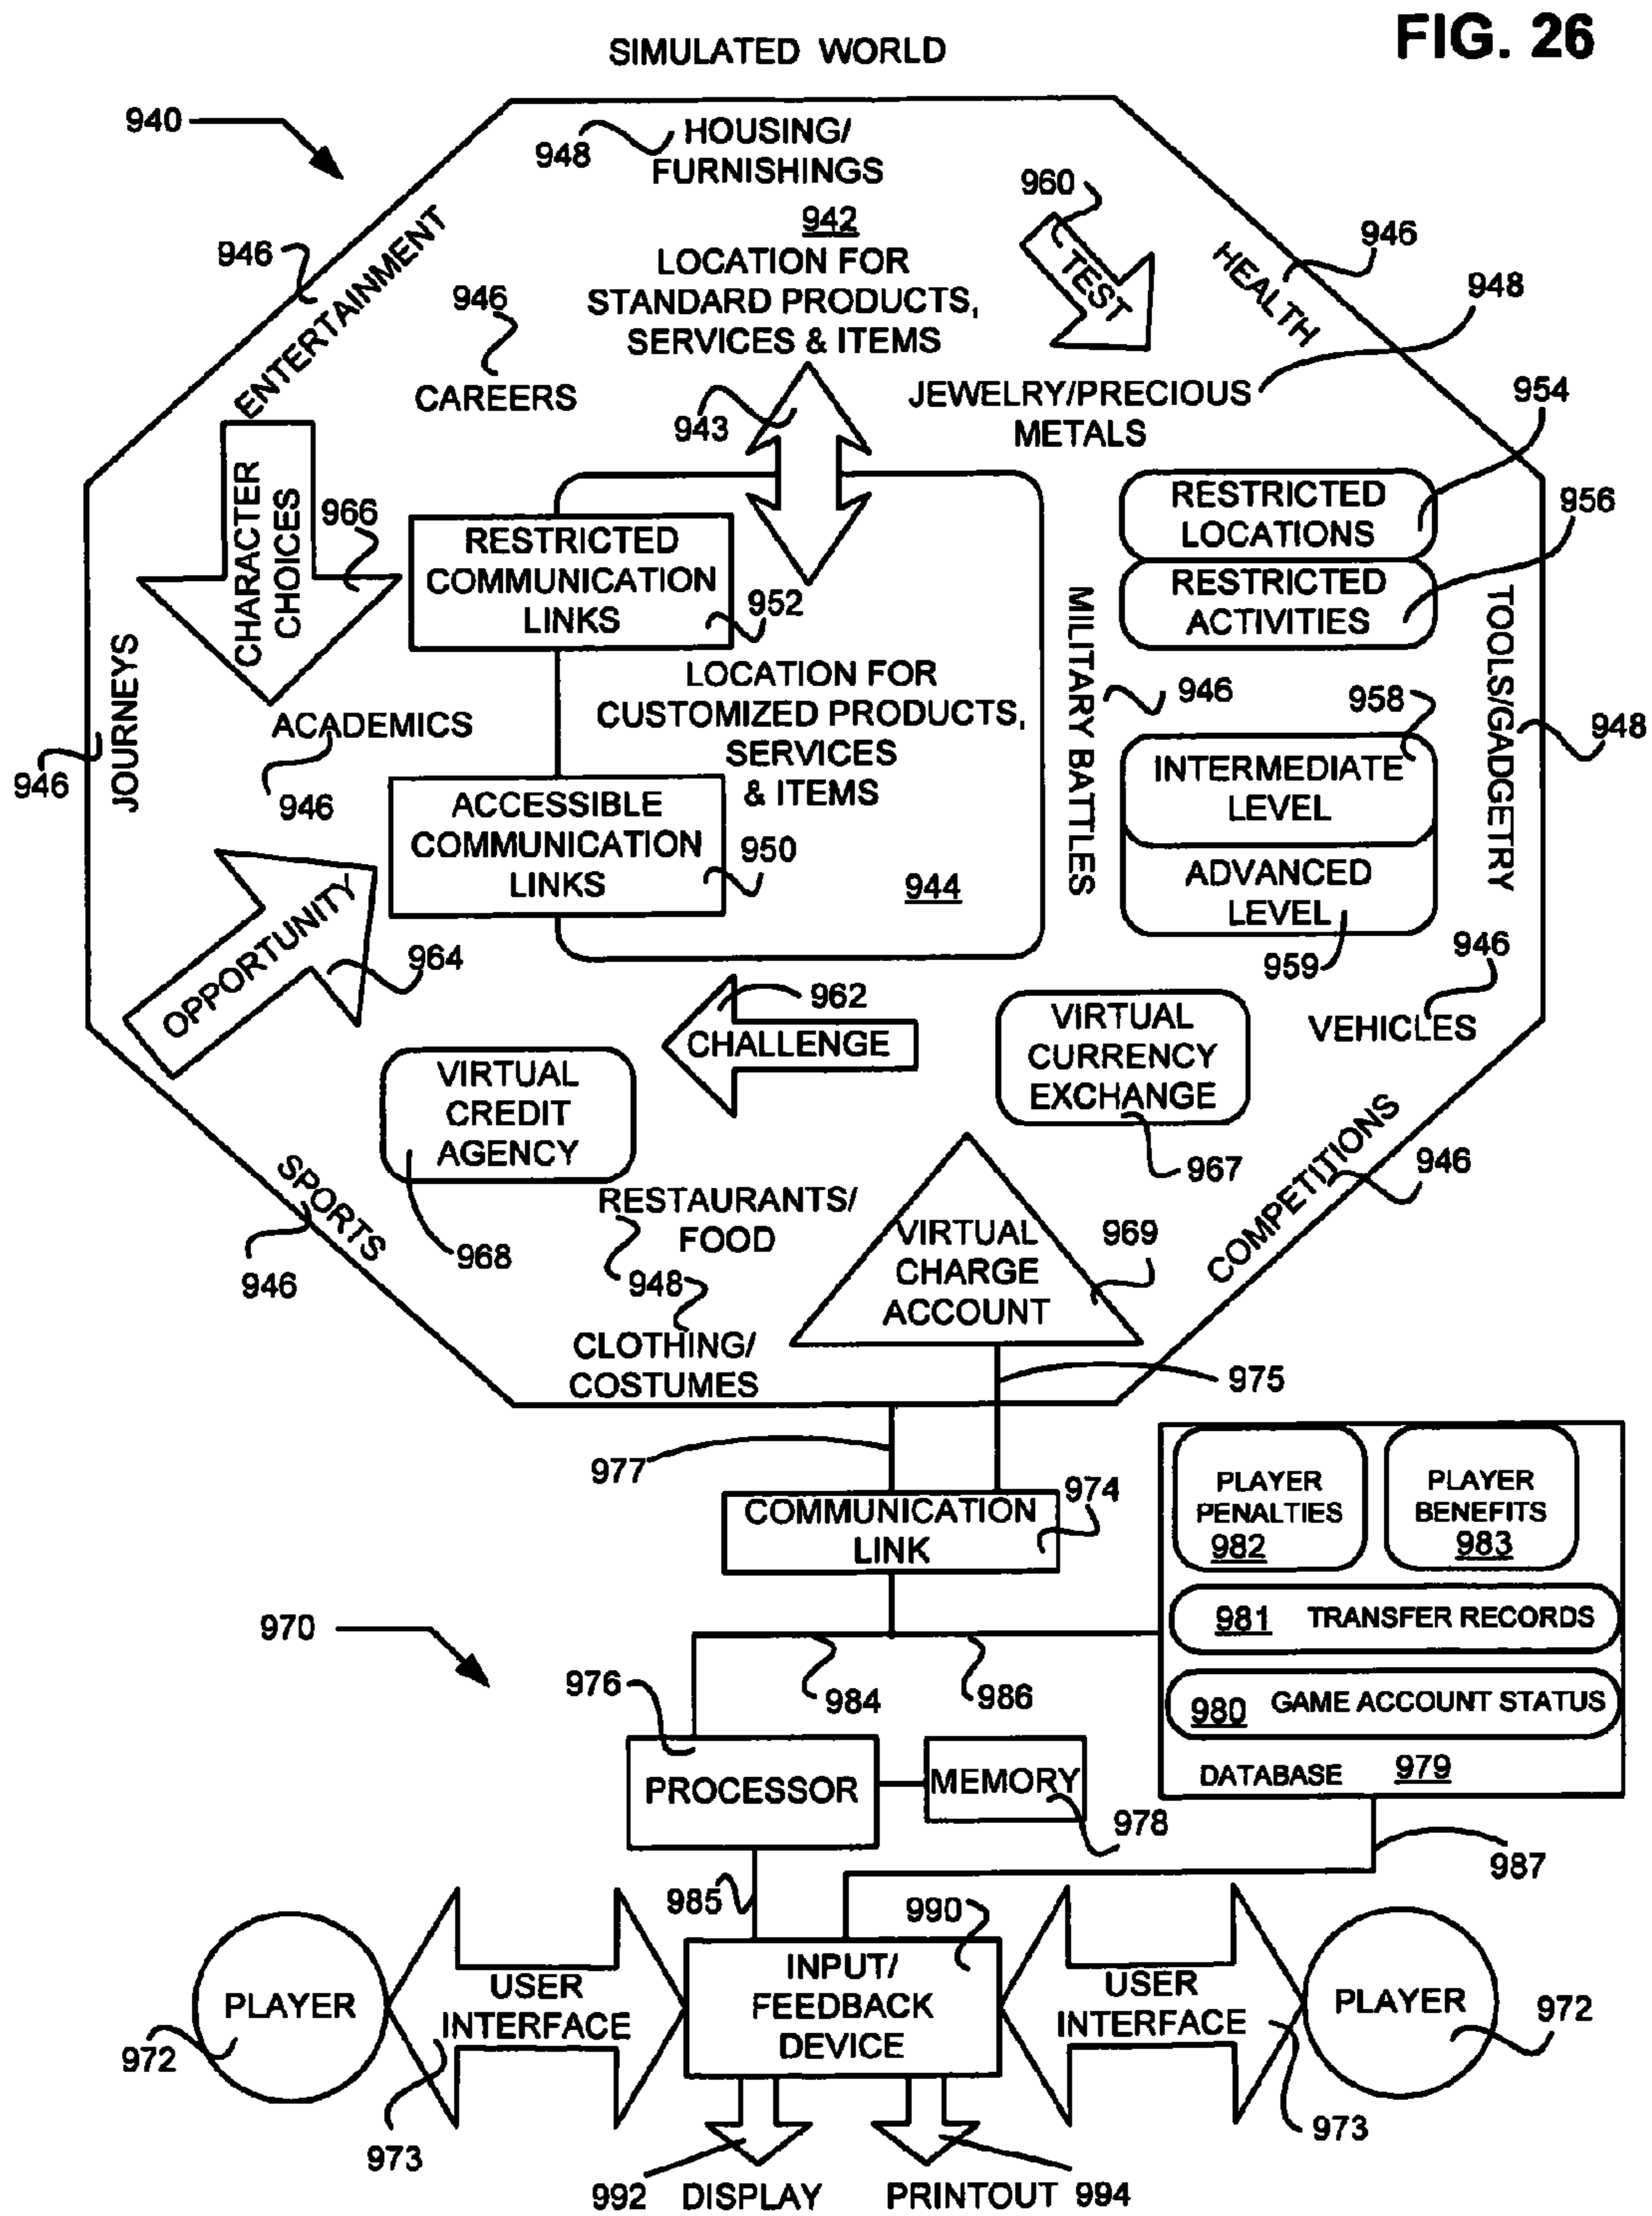 FIG. 26
SIMULATED WORLD
940
948
HOUSING/
FURNISHINGS
960
TEST
946
HEALTH
948
946
ENTERTAINMENT
942
LOCATION FOR
STANDARD PRODUCTS,
SERVICES & ITEMS
946
CAREERS
943
JEWELRY/PRECIOUS
METALS
954
CHARACTER
CHOICES
966
RESTRICTED
LOCATIONS
956
RESTRICTED
ACTIVITIES
RESTRICTED
COMMUNICATION
LINKS
952
JOURNEYS
946
ACADEMICS
946
LOCATION FOR
CUSTOMIZED PRODUCTS,
SERVICES
& ITEMS
MILITARY BATTLES
946
958
TOOLS/GADGETRY
948
INTERMEDIATE
LEVEL
ADVANCED
LEVEL
959
ACCESSIBLE
COMMUNICATION
LINKS
950
944
OPPORTUNITY
964
962
CHALLENGE
VIRTUAL
CURRENCY
EXCHANGE
967
946
VEHICLES
VIRTUAL
CREDIT
AGENCY
968
SPORTS
946
RESTAURANTS/
FOOD
948
CLOTHING/
COSTUMES
VIRTUAL
CHARGE
ACCOUNT
969
COMPETITIONS
946
975
977
COMMUNICATION
LINK
974
PLAYER
PENALTIES
982
PLAYER
BENEFITS
983
981 TRANSFER RECORDS
980 GAME ACCOUNT STATUS
DATABASE 979
970
976
984
986
PROCESSOR
MEMORY
978
987
985
990
PLAYER
972
USER
INTERFACE
973
INPUT/
FEEDBACK
DEVICE
USER
INTERFACE
973
PLAYER
972
992 DISPLAY
PRINTOUT 994